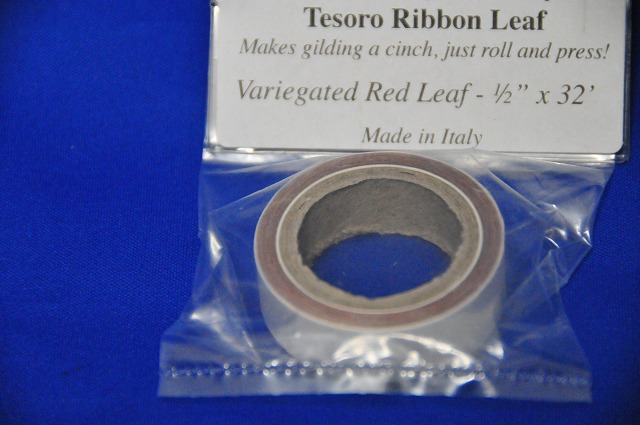 Tesoro Ribbon Leaf
Makes gilding a cinch, just roll and press!
Variegated Red Leaf - ½” x 32’
Made in Italy